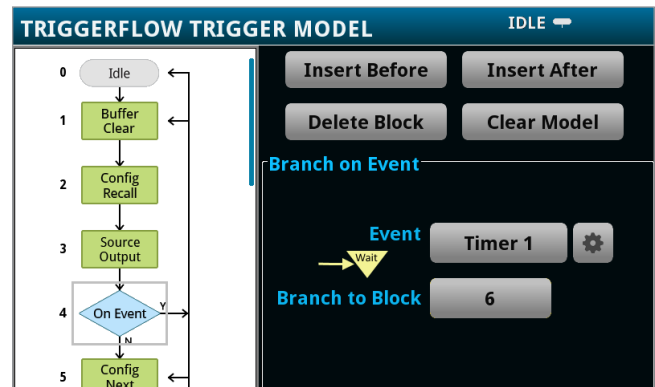 TRIGGERFLOW TRIGGER MODEL
IDLE
0
Idle
1
Buffer
Clear
2
Config
Recall
3
Source
Output
4
On Event
Y
N
5
Config
Next
Insert Before
Insert After
Delete Block
Clear Model
Branch on Event
Event
Timer 1
Wait
Branch to Block
6